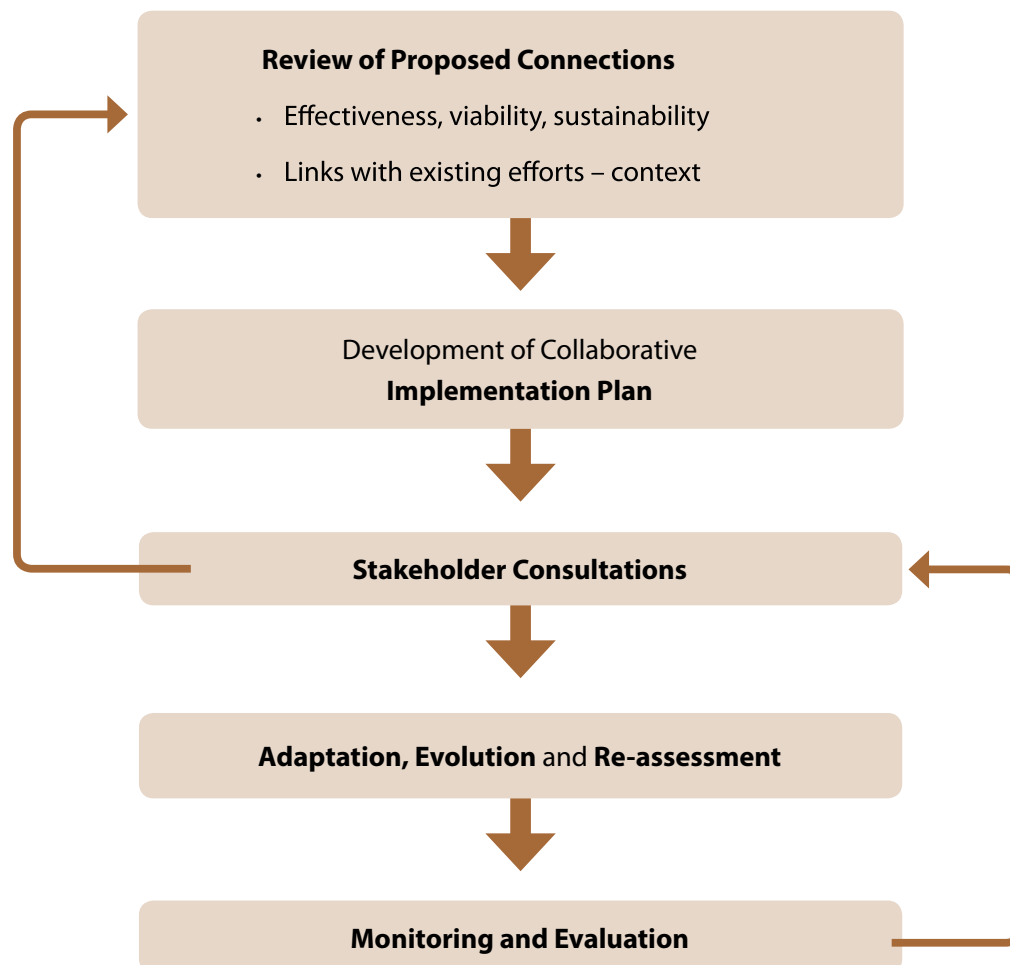 Review of Proposed Connections
• Effectiveness, viability, sustainability
• Links with existing efforts – context
Development of Collaborative
Implementation Plan
Stakeholder Consultations
Adaptation, Evolution and Re-assessment
Monitoring and Evaluation